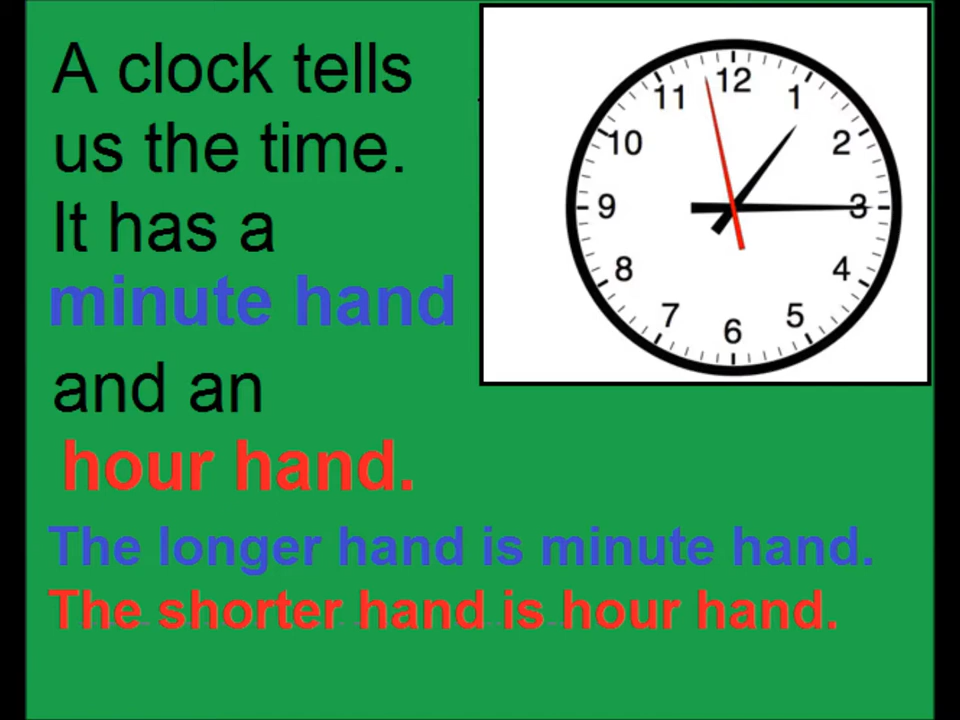 A clock tells
us the time.
It has a
minute hand
and an
hour hand.
The longer hand is minute hand.
The shorter hand is hour hand.
12
1
2
3
4
5
6
7
8
9
10
11